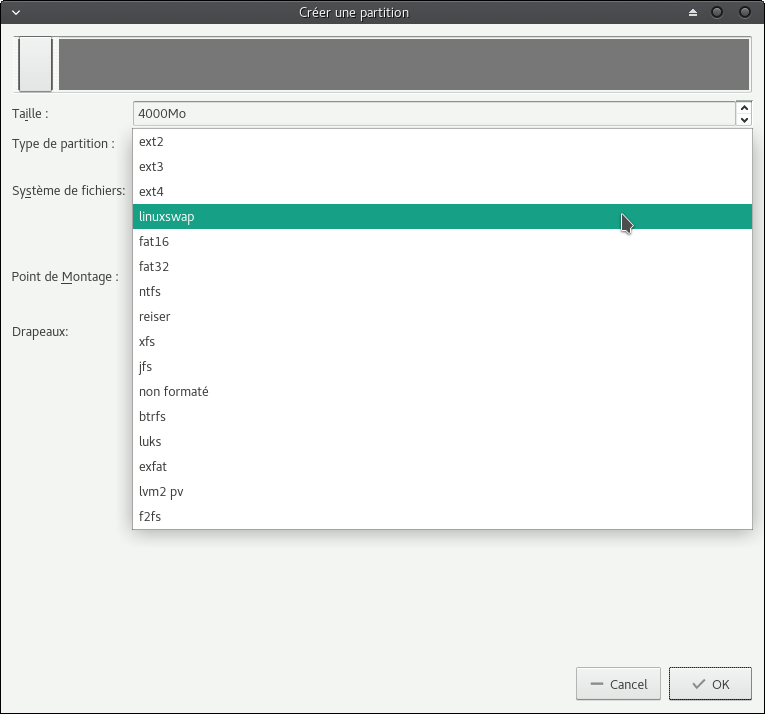 Créer une partition
Taille :
4000Mo
Type de partition :
ext2
ext3
Système de fichiers:
ext4
linuxswap
fat16
fat32
Point de Montage :
ntfs
reiser
Drapeaux:
xfs
jfs
non formaté
btrfs
luks
exfat
lvm2 pv
f2fs
Cancel
OK